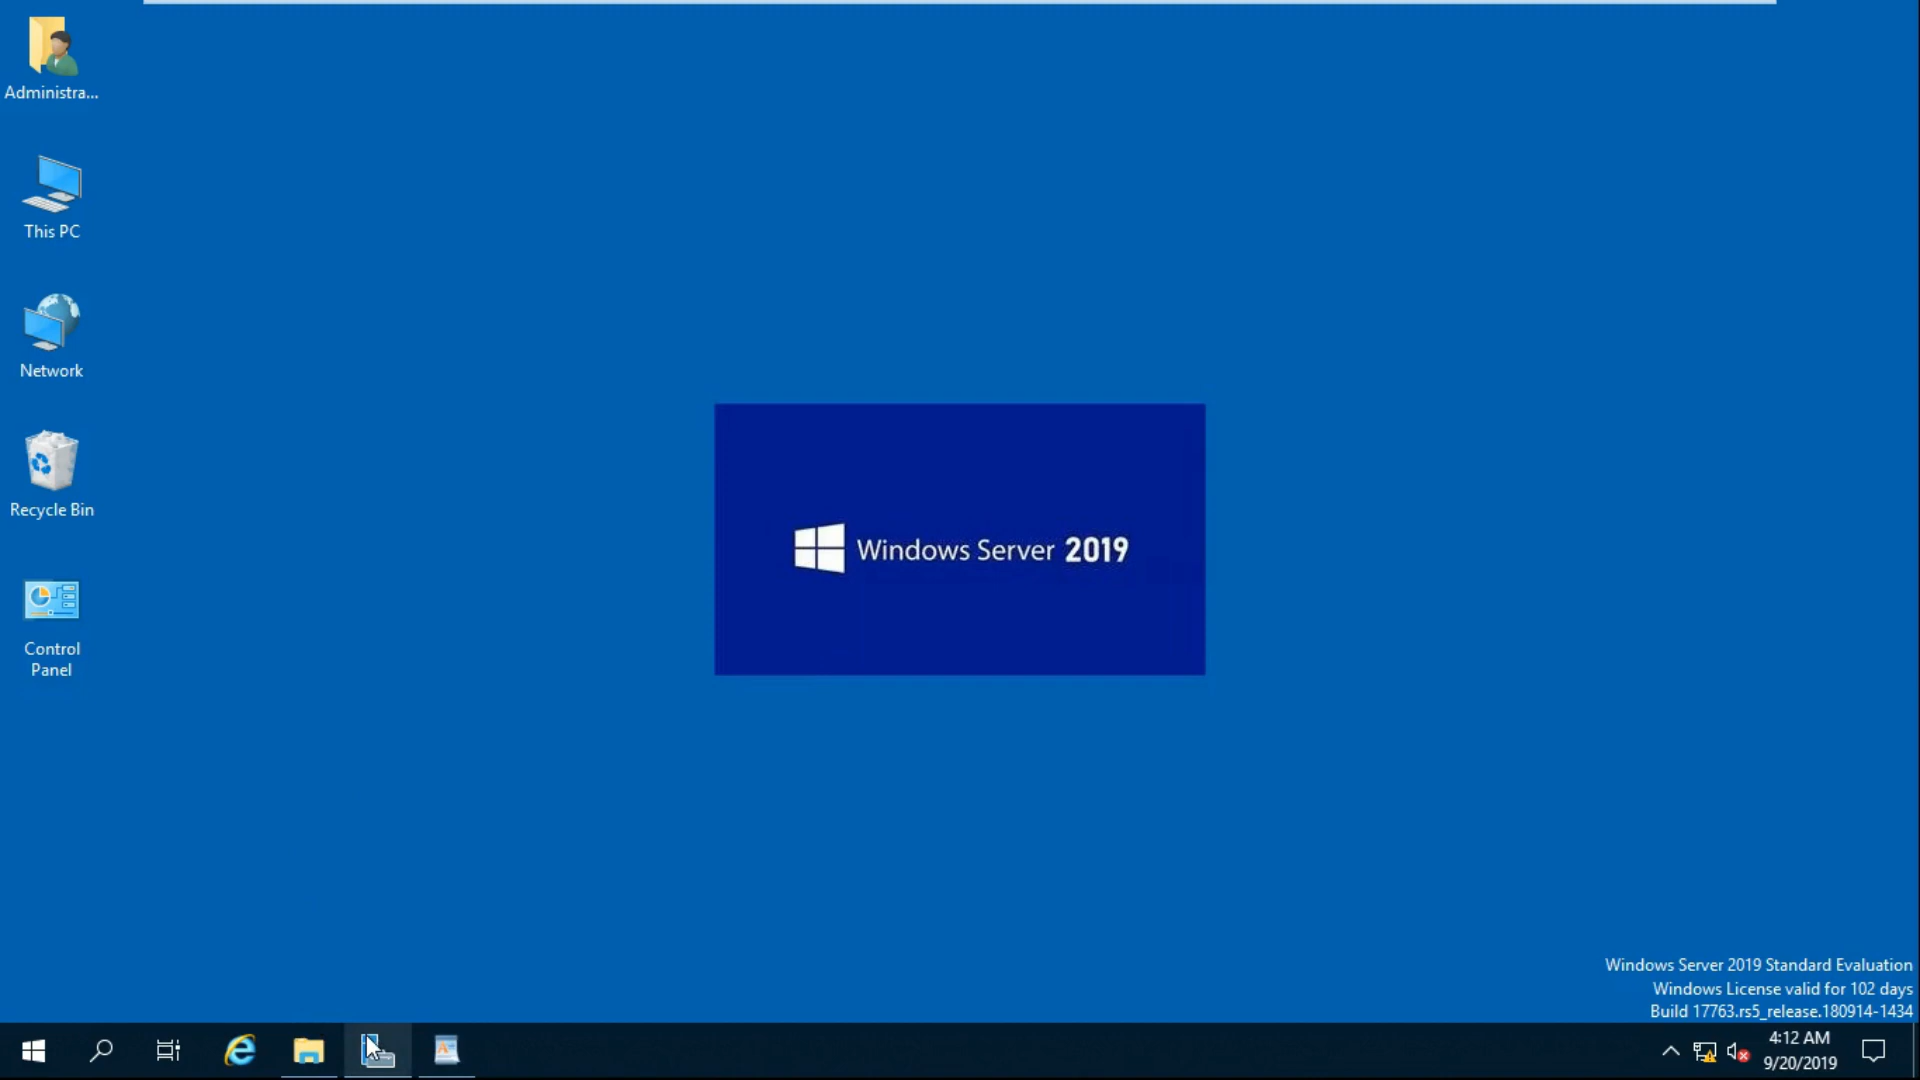 Administra...
This PC
Network
Recycle Bin
Control
Panel
Windows Server 2019
Windows Server 2019 Standard Evaluation
Windows License valid for 102 days
Build 17763.rs5_release.180914-1434
4:12 AM
9/20/2019